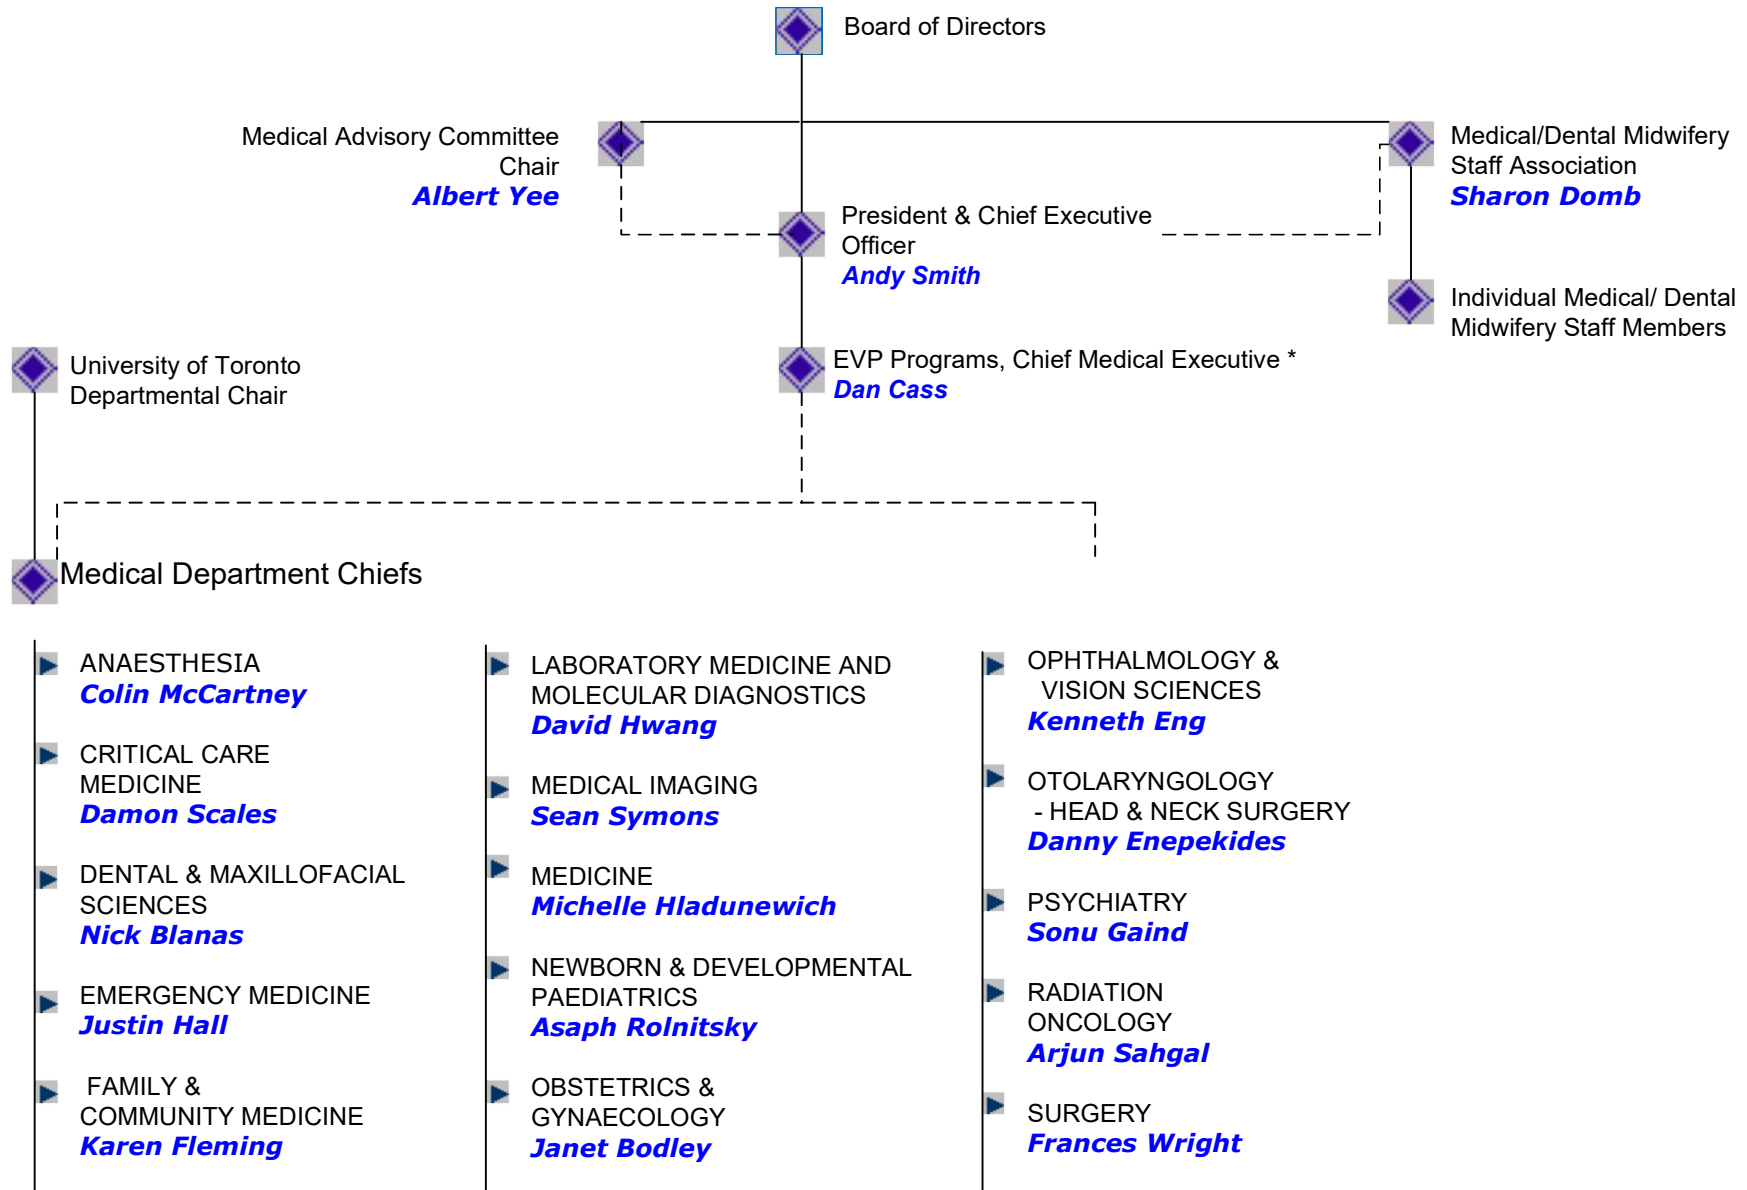 Board of Directors
Medical Advisory Committee
Chair
Albert Yee
Medical/Dental Midwifery
Staff Association
Sharon Domb
President & Chief Executive
Officer
Andy Smith
Individual Medical/ Dental
Midwifery Staff Members
University of Toronto
Departmental Chair
EVP Programs, Chief Medical Executive *
Dan Cass
Medical Department Chiefs
ANAESTHESIA
Colin McCartney
CRITICAL CARE
MEDICINE
Damon Scales
DENTAL & MAXILLOFACIAL
SCIENCES
Nick Blanas
EMERGENCY MEDICINE
Justin Hall
FAMILY &
COMMUNITY MEDICINE
Karen Fleming
LABORATORY MEDICINE AND
MOLECULAR DIAGNOSTICS
David Hwang
MEDICAL IMAGING
Sean Symons
MEDICINE
Michelle Hladunewich
NEWBORN & DEVELOPMENTAL
PAEDIATRICS
Asaph Rolnitsky
OBSTETRICS &
GYNAECOLOGY
Janet Bodley
OPHTHALMOLOGY &
VISION SCIENCES
Kenneth Eng
OTOLARYNGOLOGY
- HEAD & NECK SURGERY
Danny Enepekides
PSYCHIATRY
Sonu Gaind
RADIATION
ONCOLOGY
Arjun Sahgal
SURGERY
Frances Wright